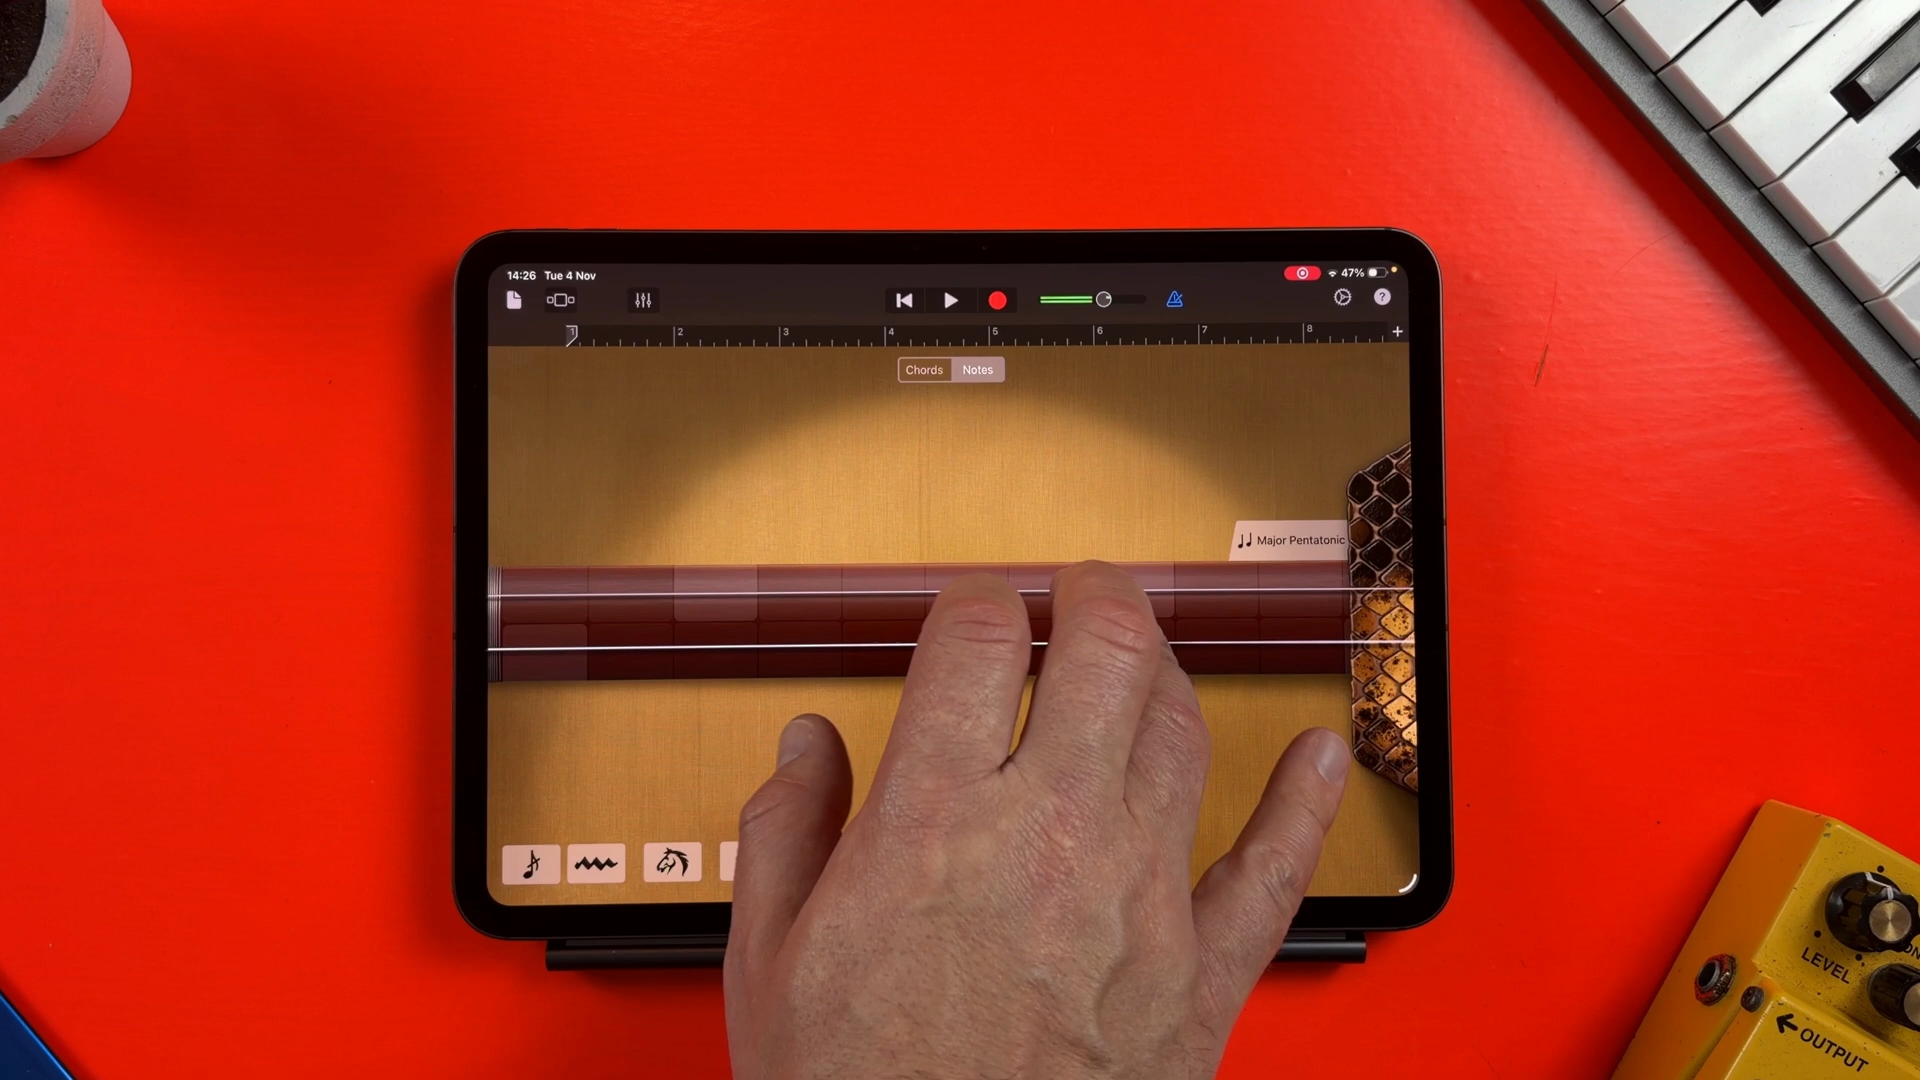 14:26 Tue 4 Nov
47%
1 2 3 4 5 6 7 8 +
?
Chords Notes
Major Pentatonic
LEVEL
OUTPUT